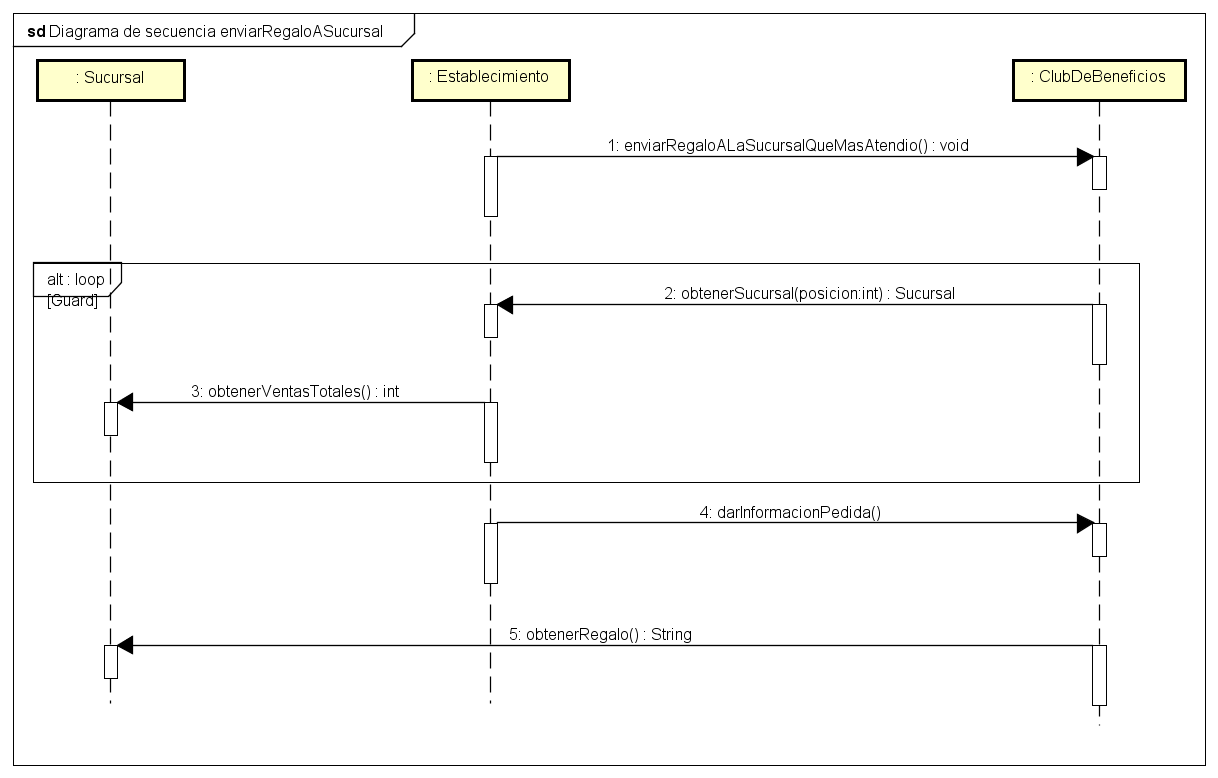 sd Diagrama de secuencia enviarRegaloASucursal
: Sucursal
: Establecimiento
: ClubDeBeneficios
1: enviarRegaloALaSucursalQueMasAtendio() : void
alt : loop
[Guard]
2: obtenerSucursal(posicion:int) : Sucursal
3: obtenerVentasTotales() : int
4: darInformacionPedida()
5: obtenerRegalo() : String